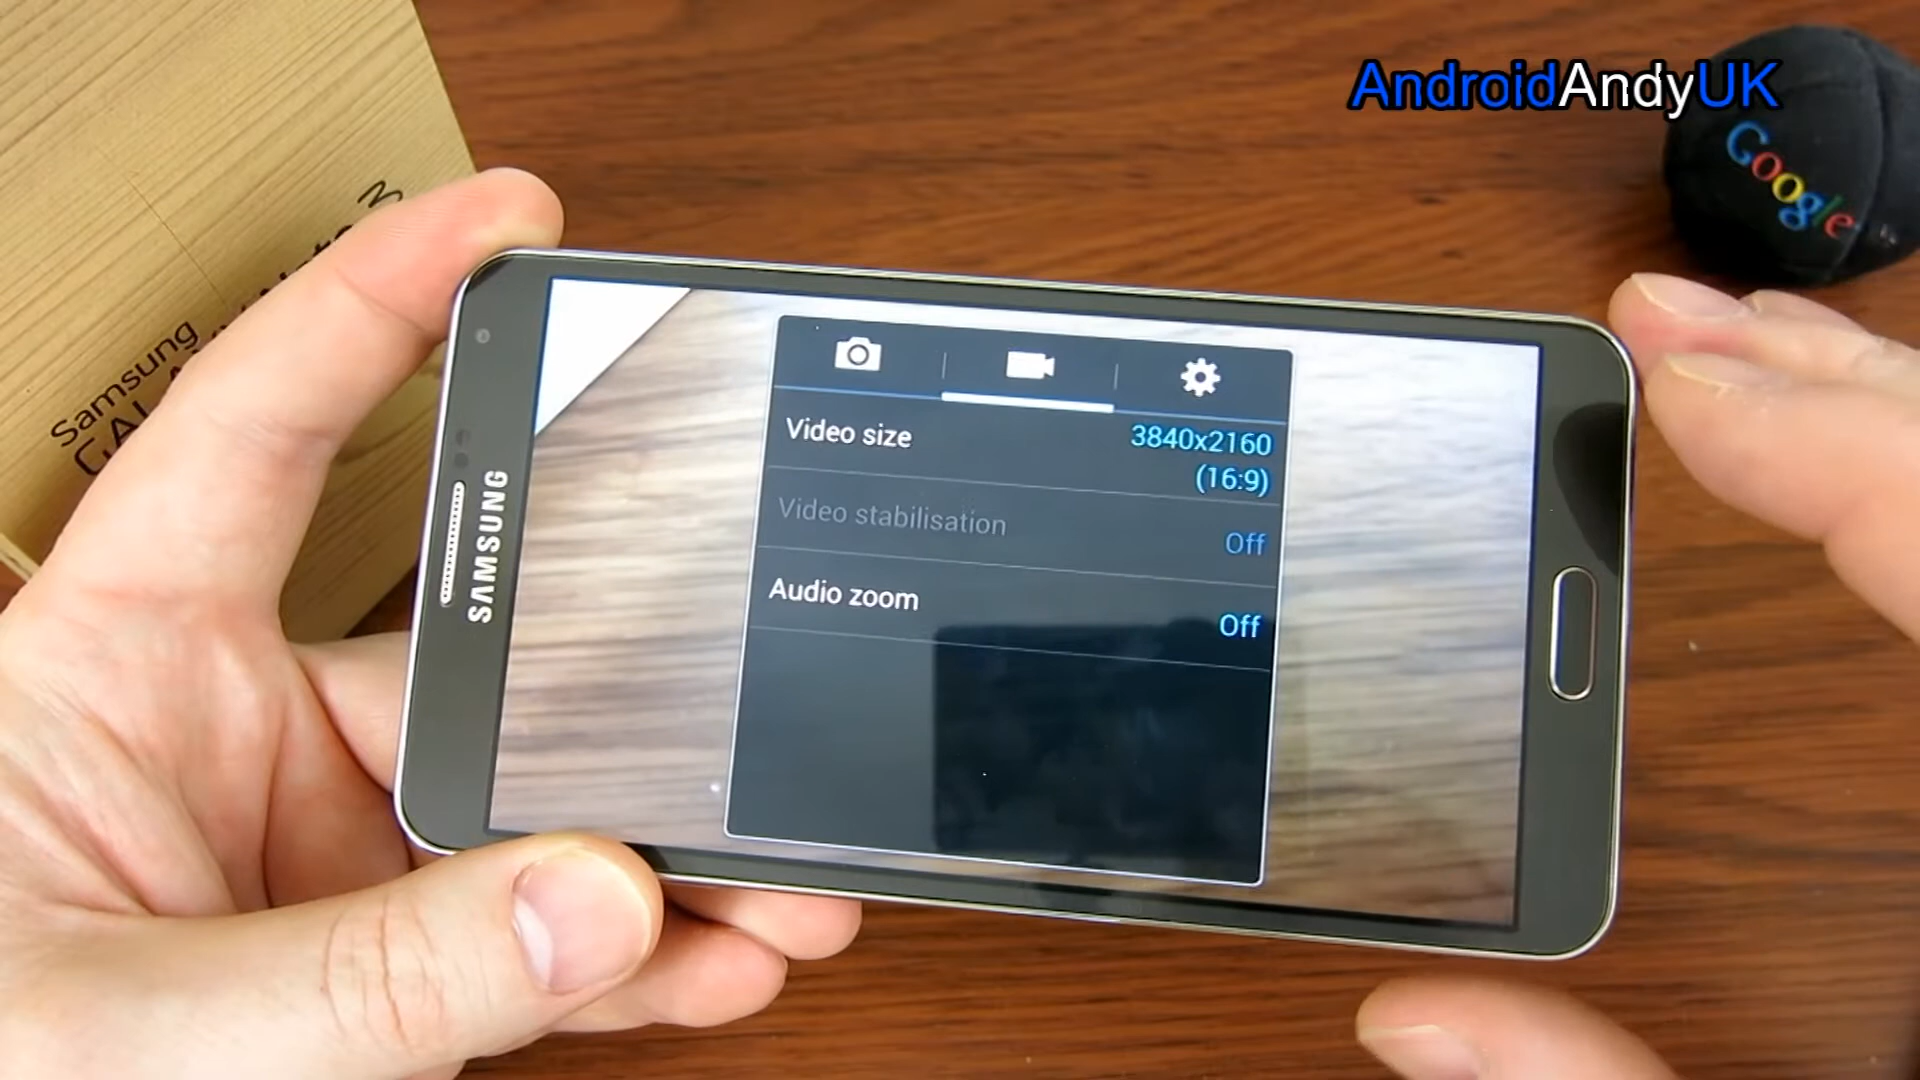 AndroidAndyUK
Google
Samsung
SAMSUNG
Video size
3840x2160
(16:9)
Video stabilisation
Off
Audio zoom
Off